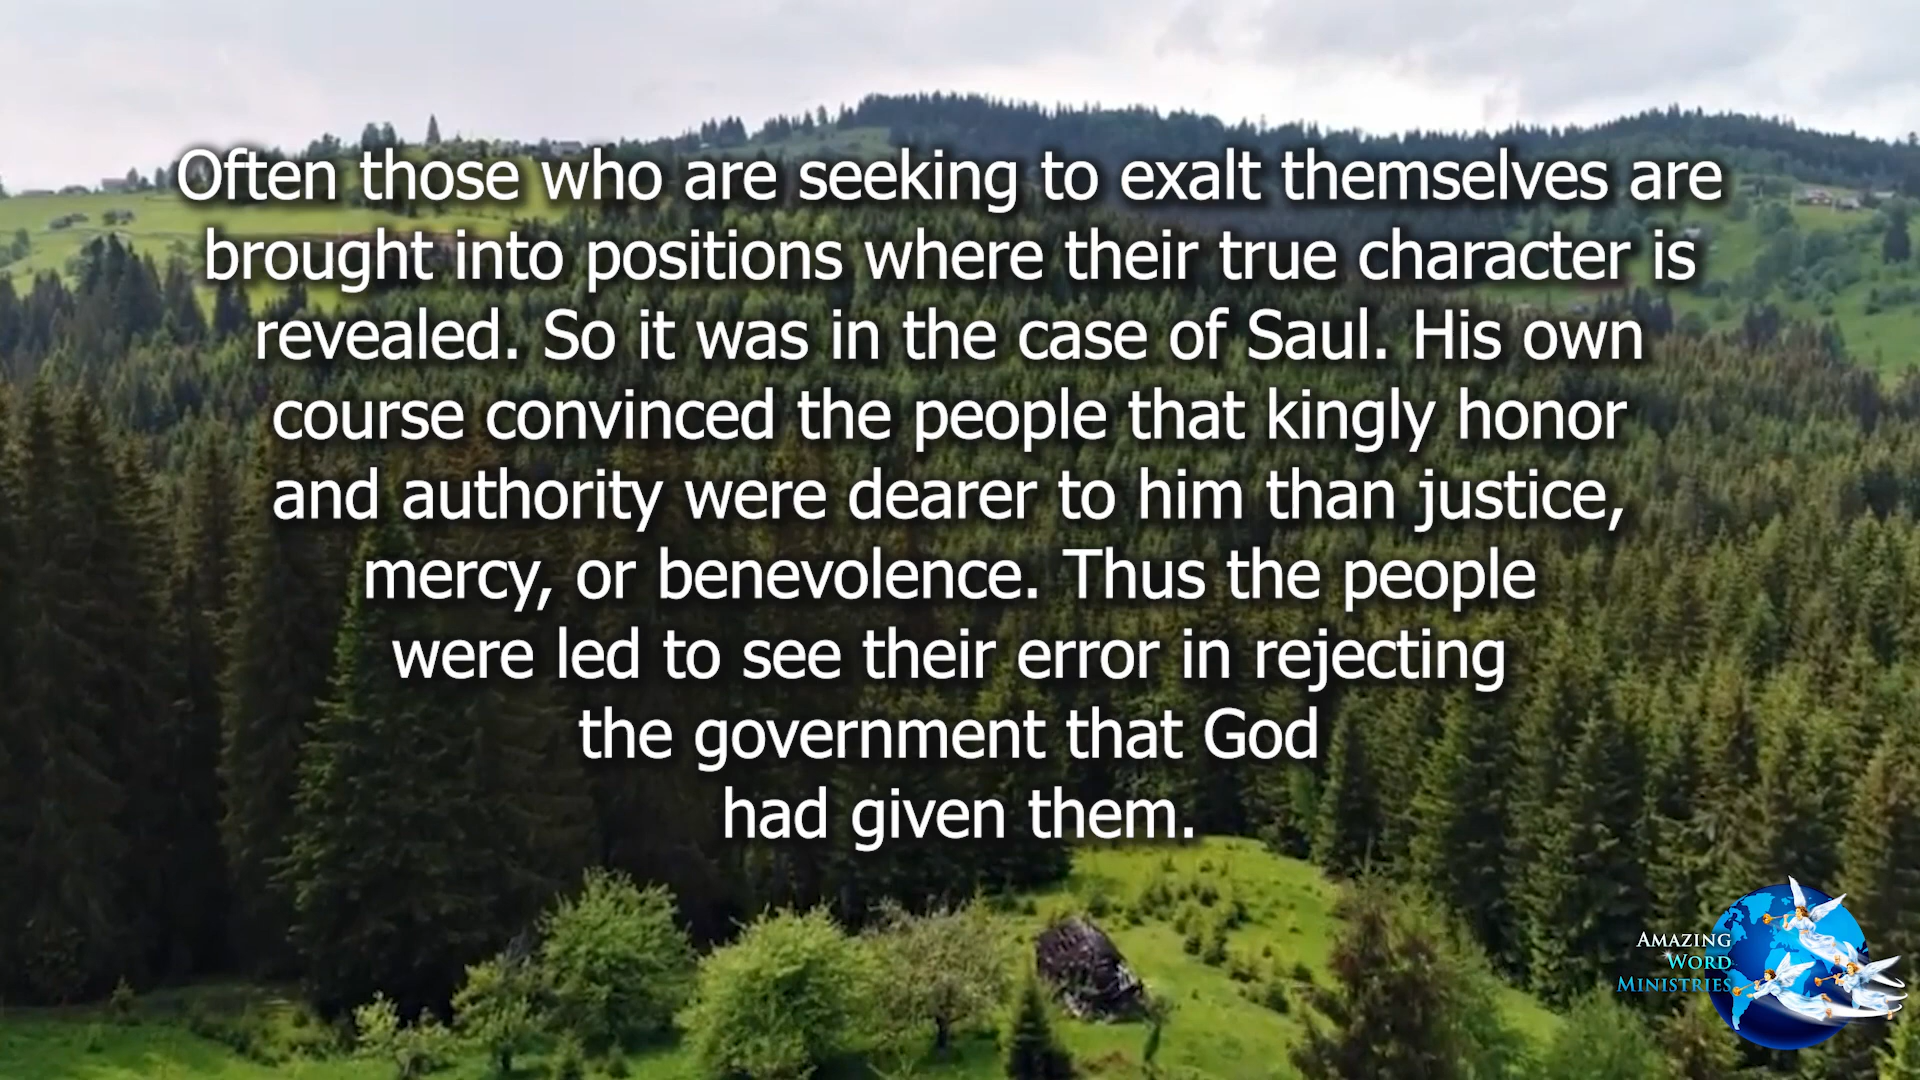 Often those who are seeking to exalt themselves are
brought into positions where their true character is
revealed. So it was in the case of Saul. His own
course convinced the people that kingly honor
and authority were dearer to him than justice,
mercy, or benevolence. Thus the people
were led to see their error in rejecting
the government that God
had given them.
AMAZING
WORD
MINISTRIES